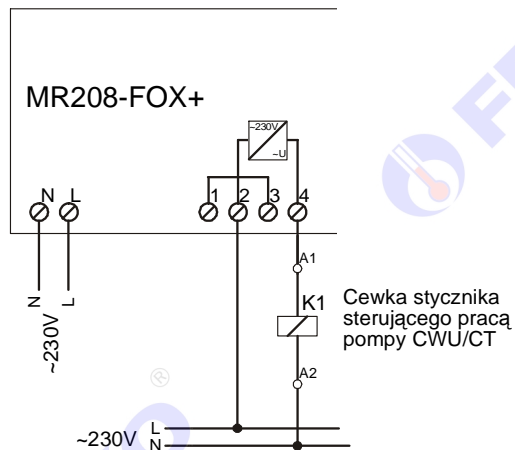 MR208-FOX+
~230V
~U
N L 1 2 3 4
N L
~230V
A1
K1
Cewka stycznika
sterującego pracą
pompy CWU/CT
A2
®
~230V L
N